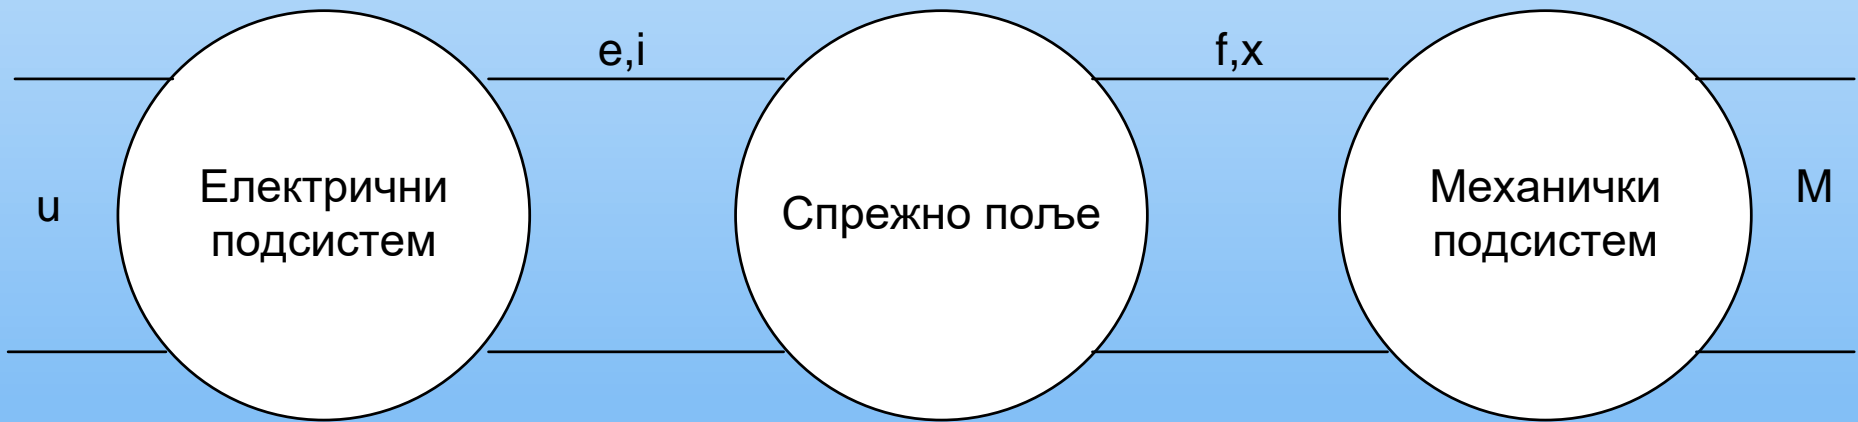 e,i
f,x
u
Електрични
подсистем
Спрежно поље
Механички
подсистем
M